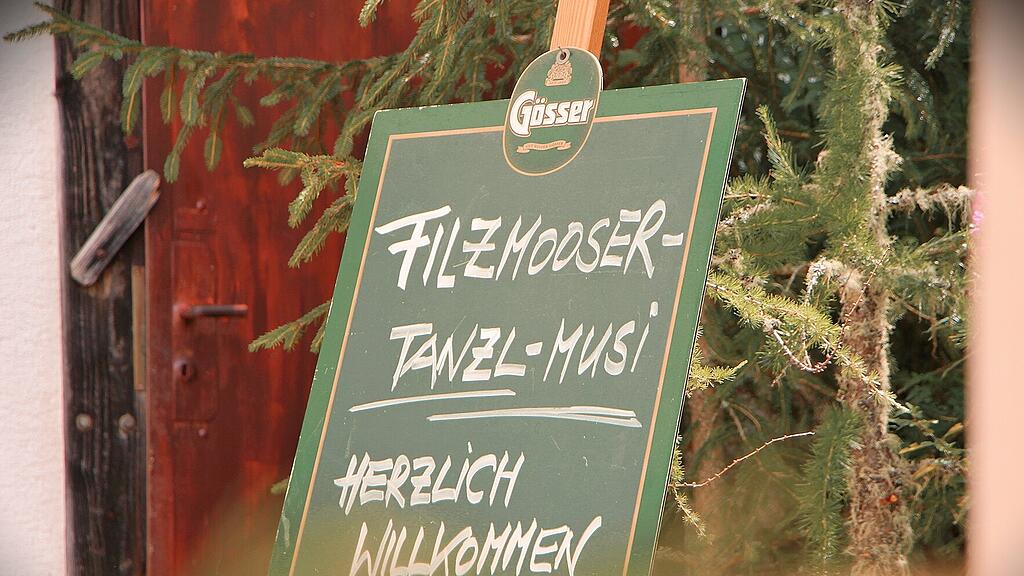 Gösser
FILZMOOSER-
TANZL-MUSi
HERZLiCH
WILLKOMMEN